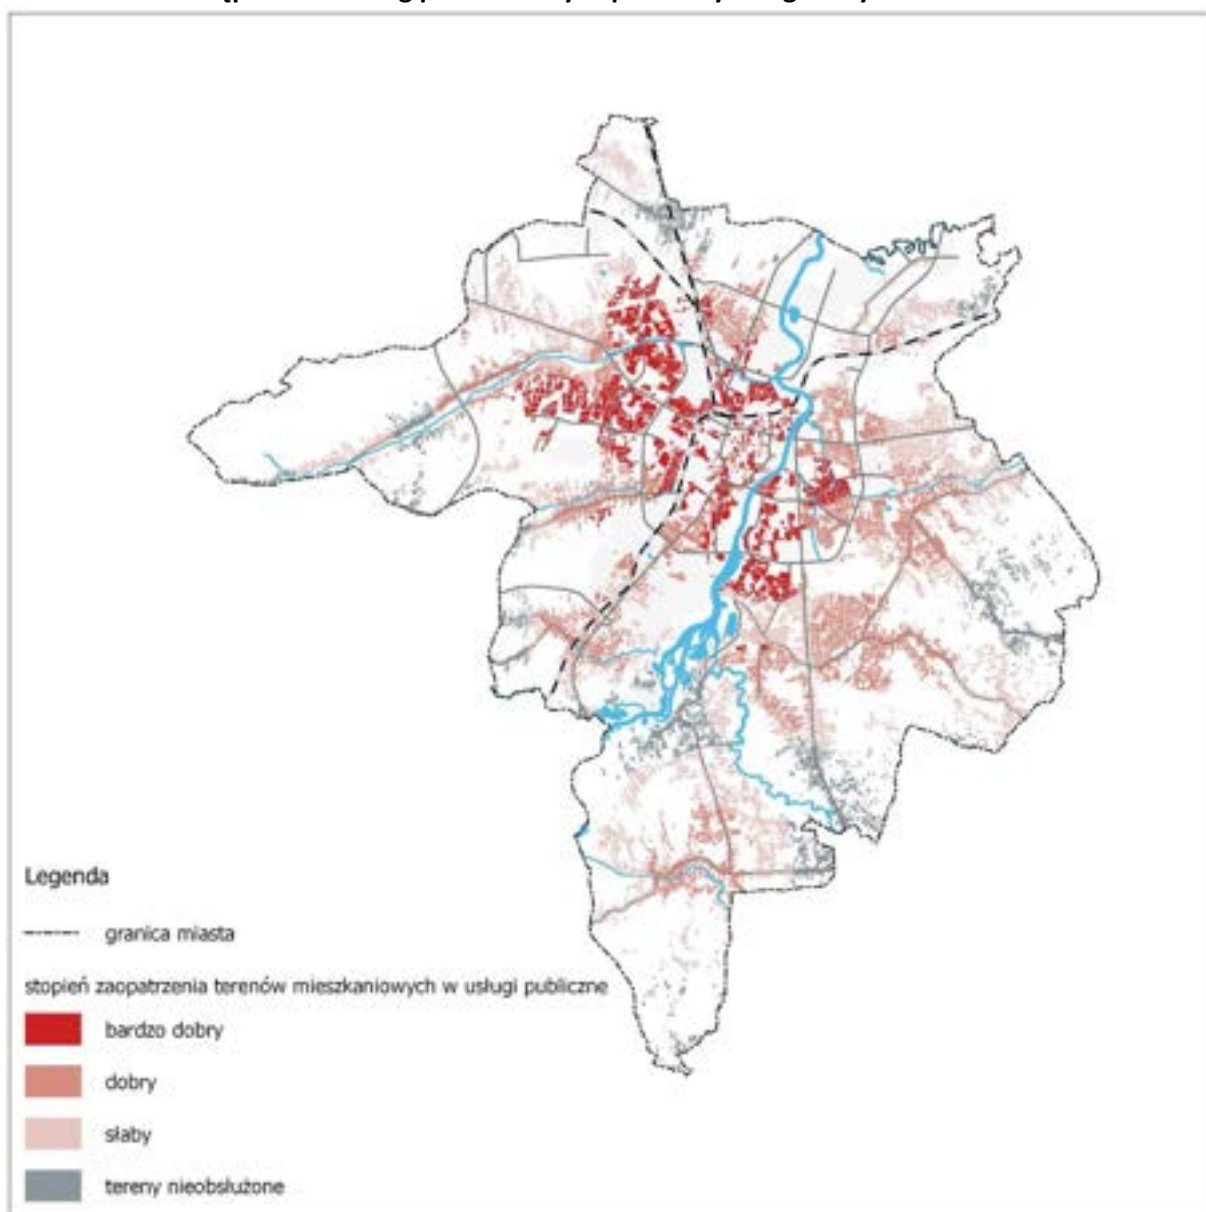 Legenda
granica miasta
stopień zaopatrzenia terenów mieszkaniowych w usługi publiczne
bardzo dobry
dobry
słaby
tereny nieobsłużone